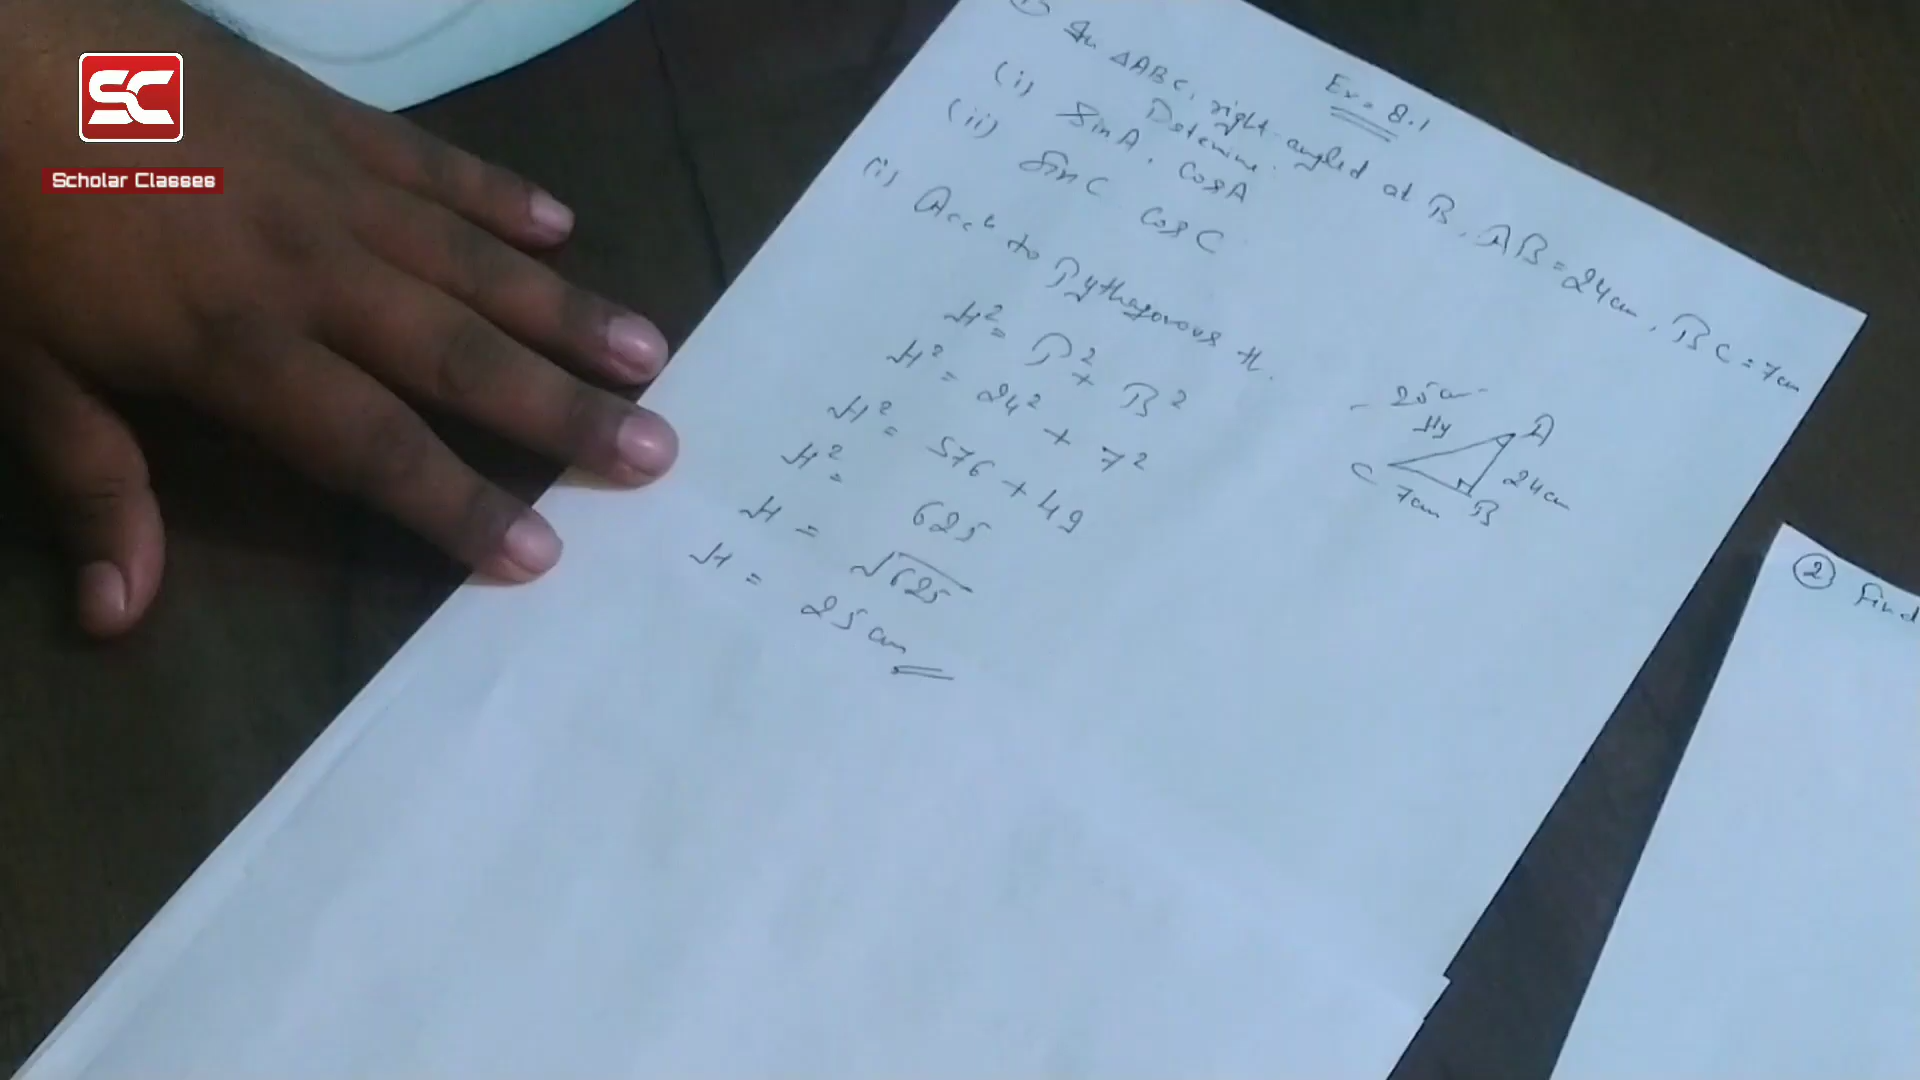 SC
Scholar Classes
Ex- 8.1
In ΔABC, right angled at B, AB = 24cm, BC = 7cm
Determine:
(i) Sin A, Cos A
(ii) Sin C Cos C
(i) Acc to Pythagorous th.
H² = P² + B²
H² = 24² + 7²
H² = 576 + 49
H² = 625
H = √625
H = 25 cm
25cm
Hy
A
C
24cm
7cm
B
② Find